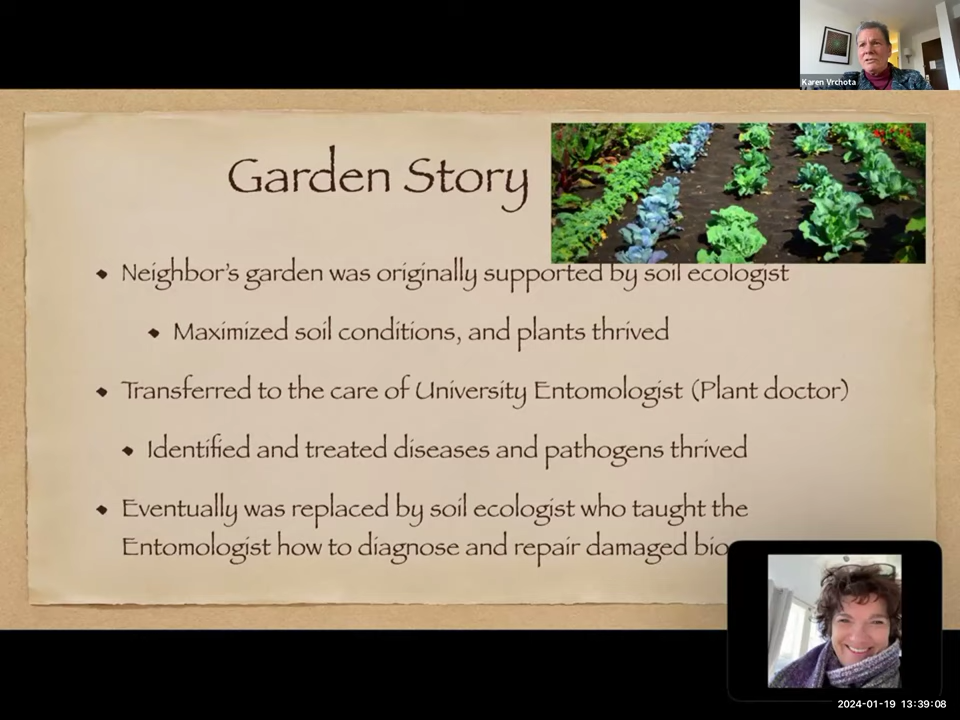 Karen Vrchota
Garden Story
Neighbor's garden was originally supported by soil ecologist
Maximized soil conditions, and plants thrived
Transferred to the care of University Entomologist (Plant doctor)
Identified and treated diseases and pathogens thrived
Eventually was replaced by soil ecologist who taught the
Entomologist how to diagnose and repair damaged bio
2024-01-19 13:39:08